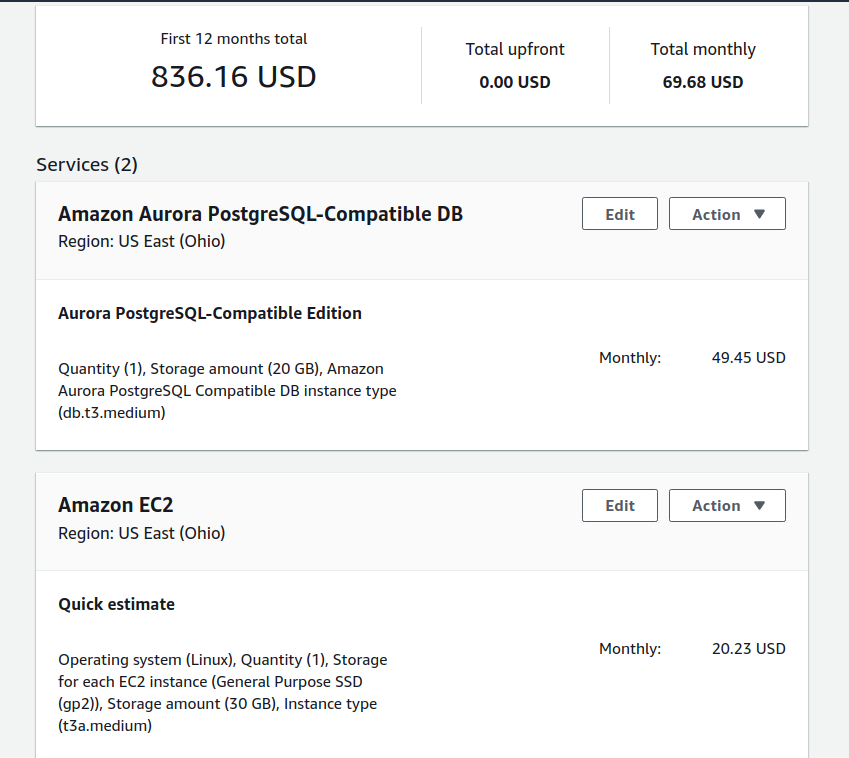 First 12 months total
836.16 USD
Total upfront
0.00 USD
Total monthly
69.68 USD
Services (2)
Amazon Aurora PostgreSQL-Compatible DB
Edit
Action
Region: US East (Ohio)
Aurora PostgreSQL-Compatible Edition
Quantity (1), Storage amount (20 GB), Amazon
Aurora PostgreSQL Compatible DB instance type
(db.t3.medium)
Monthly:
49.45 USD
Amazon EC2
Edit
Action
Region: US East (Ohio)
Quick estimate
Operating system (Linux), Quantity (1), Storage
for each EC2 instance (General Purpose SSD
(gp2)), Storage amount (30 GB), Instance type
(t3a.medium)
Monthly:
20.23 USD